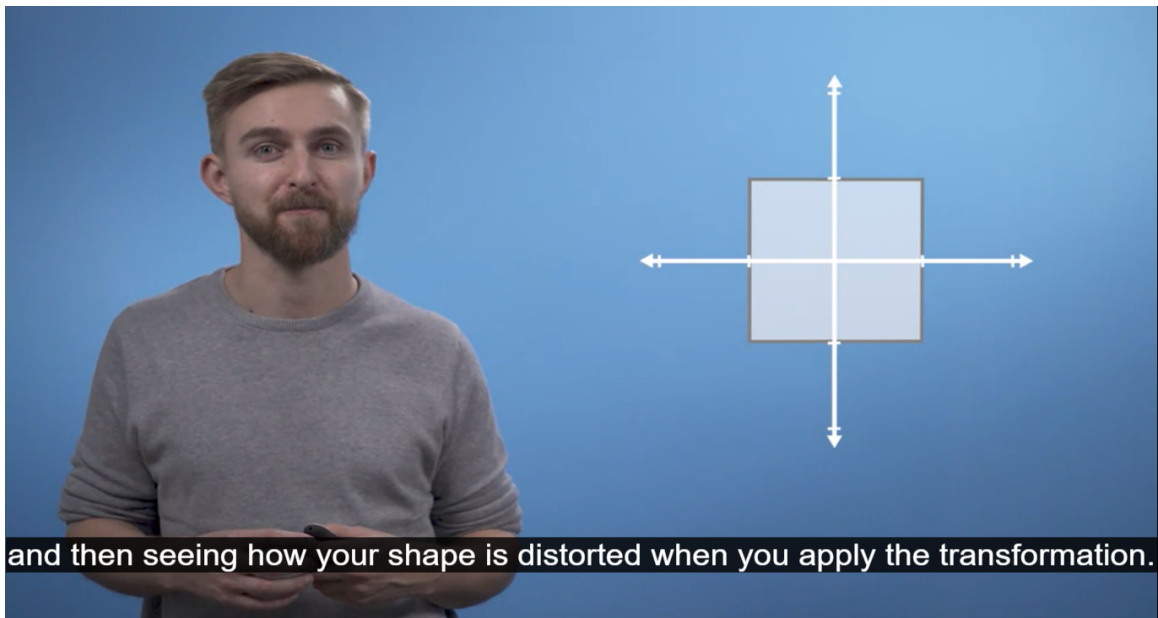 and then seeing how your shape is distorted when you apply the transformation.